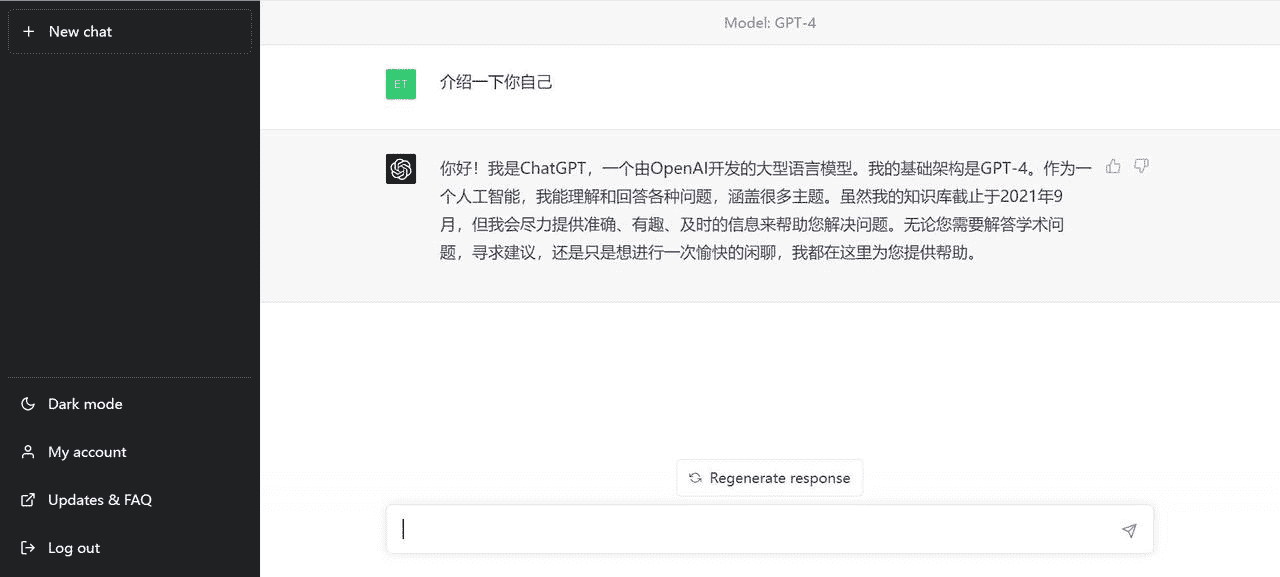 New chat
Model: GPT-4
ET
介绍一下你自己
你好！我是ChatGPT，一个由OpenAI开发的大型语言模型。我的基础架构是GPT-4。作为一
个人工智能，我能理解和回答各种问题，涵盖很多主题。虽然我的知识库截止于2021年9
月，但我会尽力提供准确、有趣、及时的信息来帮助您解决问题。无论您需要解答学术问
题，寻求建议，还是只是想进行一次愉快的闲聊，我都在这里为您提供帮助。
Dark mode
My account
Updates & FAQ
Log out
Regenerate response